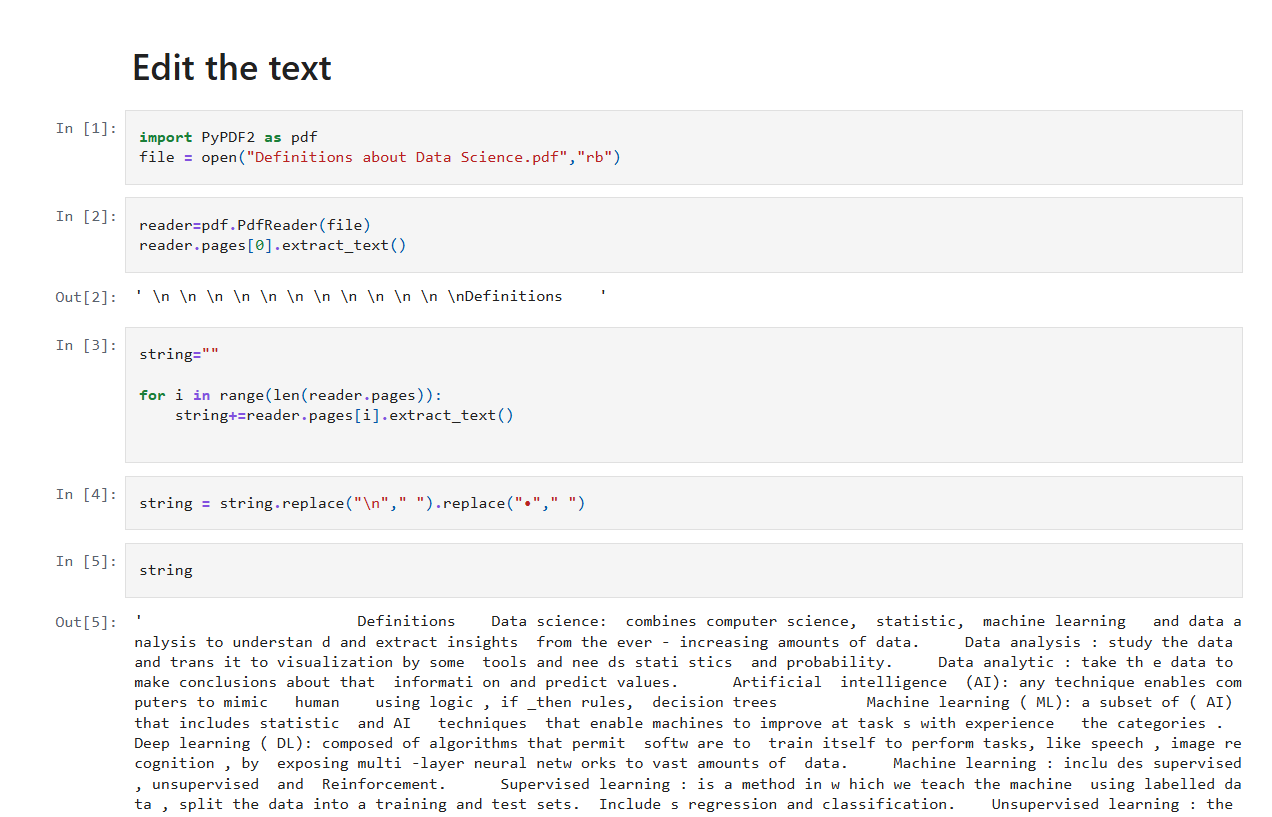 Edit the text
In [1]:
import PyPDF2 as pdf
file = open("Definitions about Data Science.pdf","rb")
In [2]:
reader=pdf.PdfReader(file)
reader.pages[0].extract_text()
Out[2]:
' \n \n \n \n \n \n \n \n \n \n \n \nDefinitions    '
In [3]:
string=""
for i in range(len(reader.pages)):
    string+=reader.pages[i].extract_text()
In [4]:
string = string.replace("\n"," ").replace("•"," ")
In [5]:
string
Out[5]:
'                        Definitions    Data science:  combines computer science,  statistic,  machine learning   and data a
nalysis to understan d and extract insights  from the ever - increasing amounts of data.     Data analysis : study the data
and trans it to visualization by some  tools and nee ds stati stics  and probability.     Data analytic : take th e data to
make conclusions about that  informati on and predict values.      Artificial  intelligence  (AI): any technique enables com
puters to mimic   human    using logic , if _then rules,  decision trees          Machine learning ( ML): a subset of ( AI)
that includes statistic  and AI   techniques  that enable machines to improve at task s with experience   the categories .
Deep learning ( DL): composed of algorithms that permit  softw are to  train itself to perform tasks, like speech , image re
cognition , by  exposing multi -layer neural netw orks to vast amounts of  data.     Machine learning : inclu des supervised
, unsupervised  and  Reinforcement.      Supervised learning : is a method in w hich we teach the machine  using labelled da
ta , split the data into a training and test sets.  Include s regression and classification.    Unsupervised learning : the